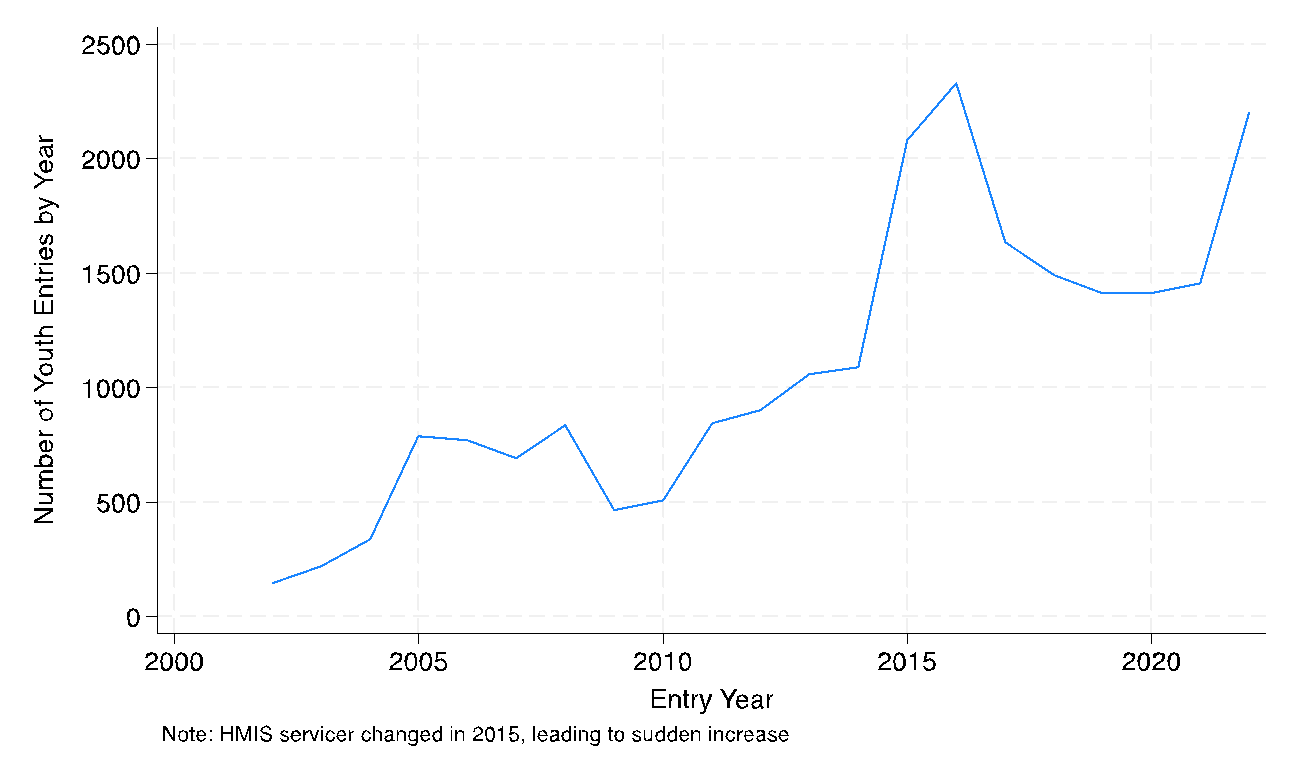 2500
2000
1500
1000
500
0
Number of Youth Entries by Year
2000 2005 2010 2015 2020
Entry Year
Note: HMIS servicer changed in 2015, leading to sudden increase